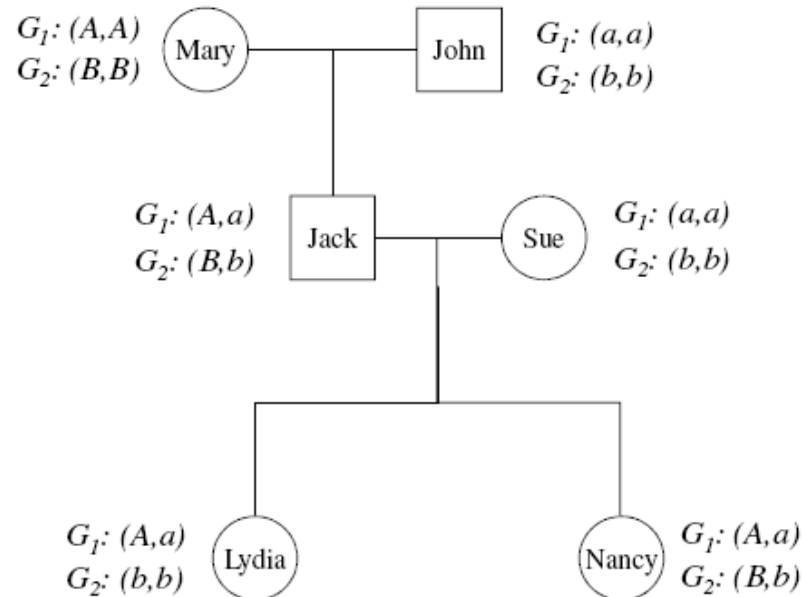 G1: (A,A)
G2: (B,B)
Mary
John
G1: (a,a)
G2: (b,b)
G1: (A,a)
G2: (B,b)
Jack
Sue
G1: (a,a)
G2: (b,b)
G1: (A,a)
G2: (b,b)
Lydia
Nancy
G1: (A,a)
G2: (B,b)